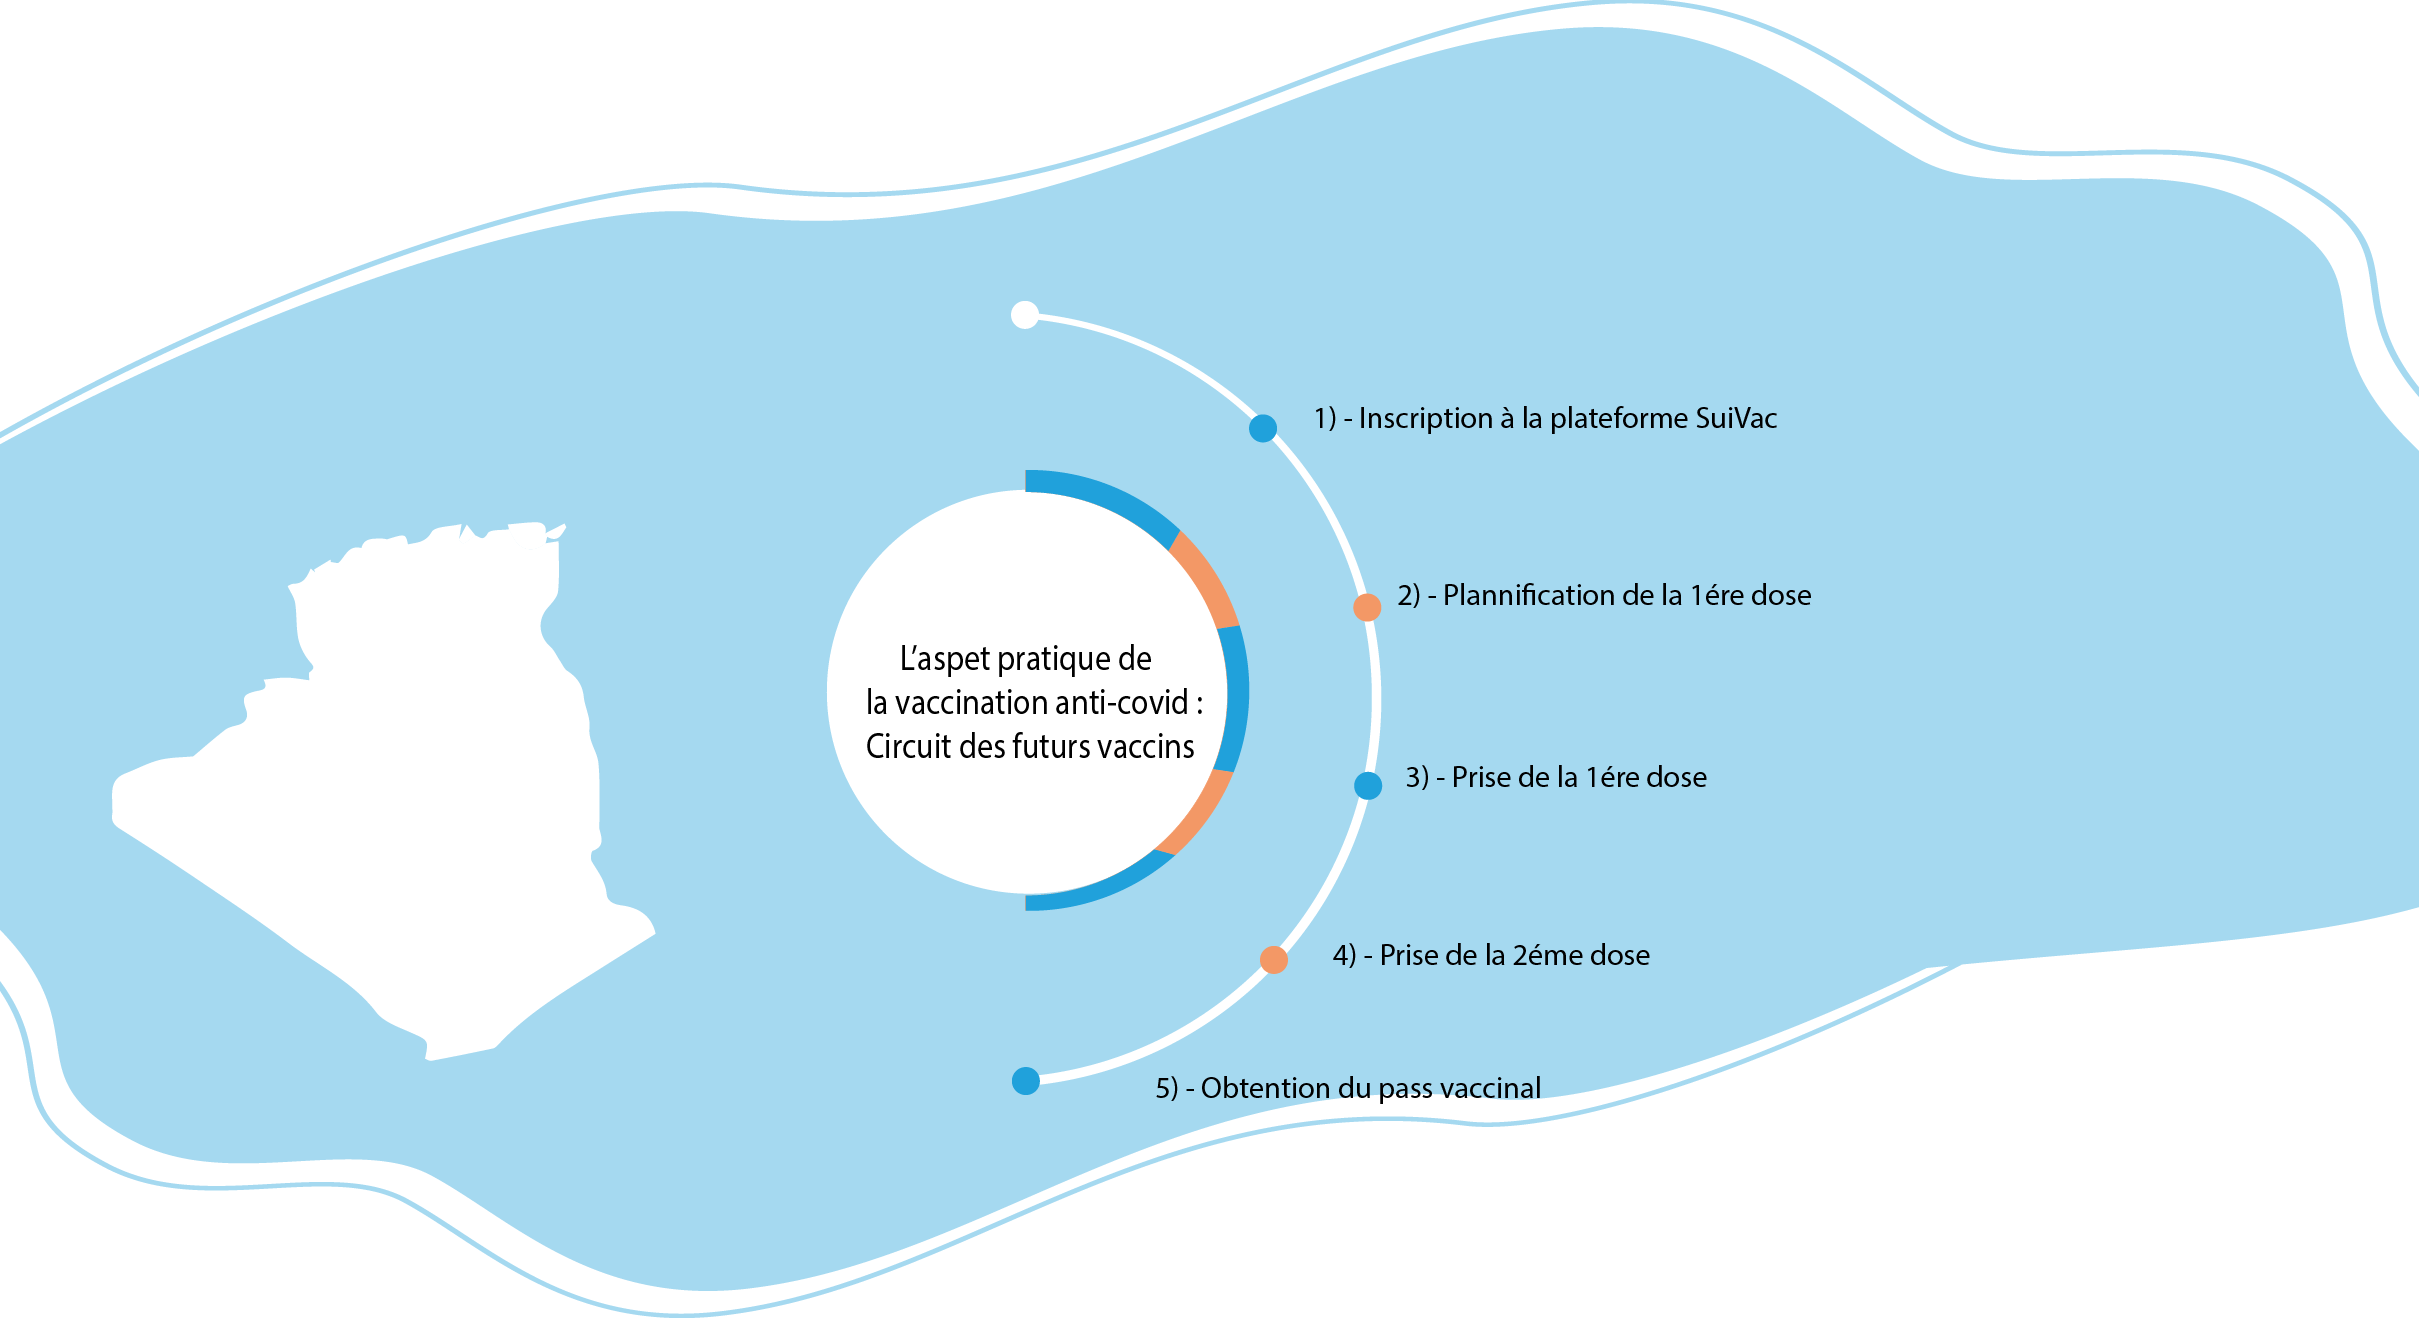 L’aspet pratique de
la vaccination anti-covid :
Circuit des futurs vaccins
1) - Inscription à la plateforme SuiVac
2) - Plannification de la 1ére dose
3) - Prise de la 1ére dose
4) - Prise de la 2éme dose
5) - Obtention du pass vaccinal